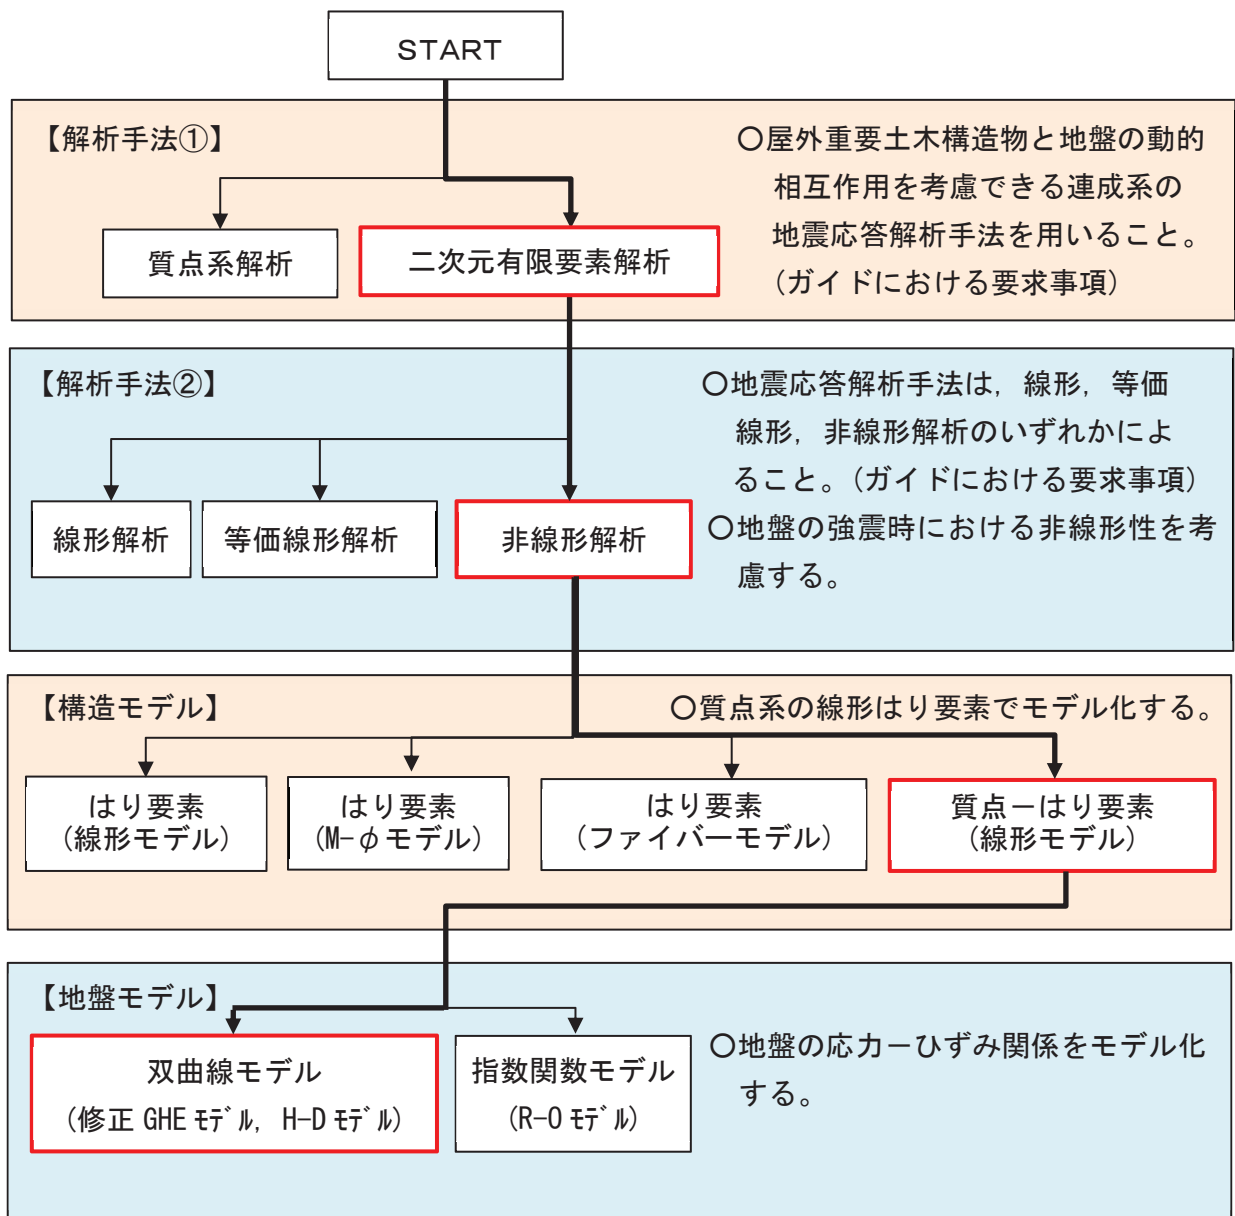 START
【解析手法①】
○屋外重要土木構造物と地盤の動的
相互作用を考慮できる連成系の
地震応答解析手法を用いること。
(ガイドにおける要求事項)
質点系解析
二次元有限要素解析
【解析手法②】
○地震応答解析手法は，線形，等価
線形，非線形解析のいずれかによ
ること。(ガイドにおける要求事項)
○地盤の強震時における非線形性を考
慮する。
線形解析
等価線形解析
非線形解析
【構造モデル】
○質点系の線形はり要素でモデル化する。
はり要素
(線形モデル)
はり要素
(M-φモデル)
はり要素
(ファイバーモデル)
質点－はり要素
(線形モデル)
【地盤モデル】
○地盤の応力－ひずみ関係をモデル化
する。
双曲線モデル
(修正 GHE ﾓﾃﾞﾙ，H-D ﾓﾃﾞﾙ)
指数関数モデル
(R-O ﾓﾃﾞﾙ)